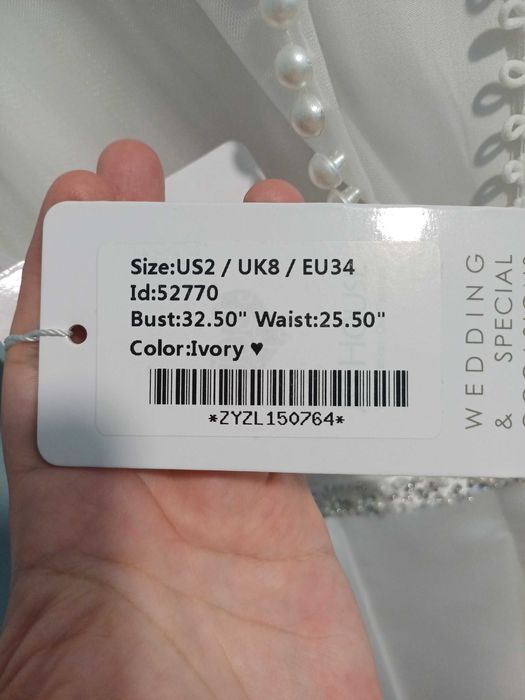 Size:US2 / UK8 / EU34
Id:52770
Bust:32.50" Waist:25.50"
Color:Ivory ♥
*ZYZL150764*
WEDDING
& SPECIAL